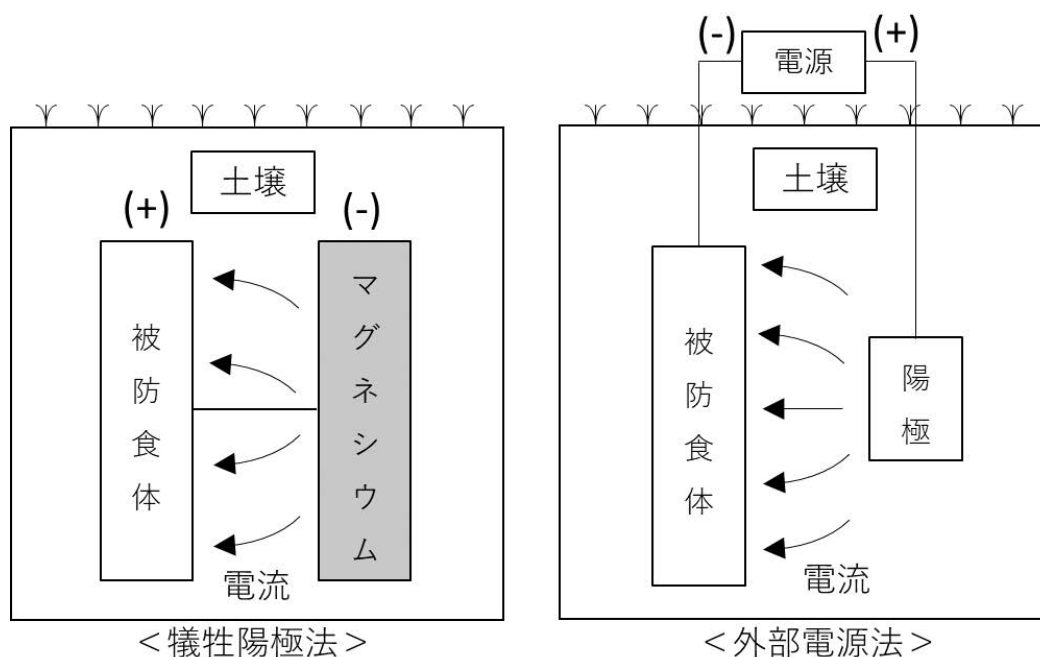 (-)
電源
(+)
土壌
(+)
(-)
被防食体
マグネシウム
電流
<犠牲陽極法>
土壌
被防食体
陽極
電流
<外部電源法>